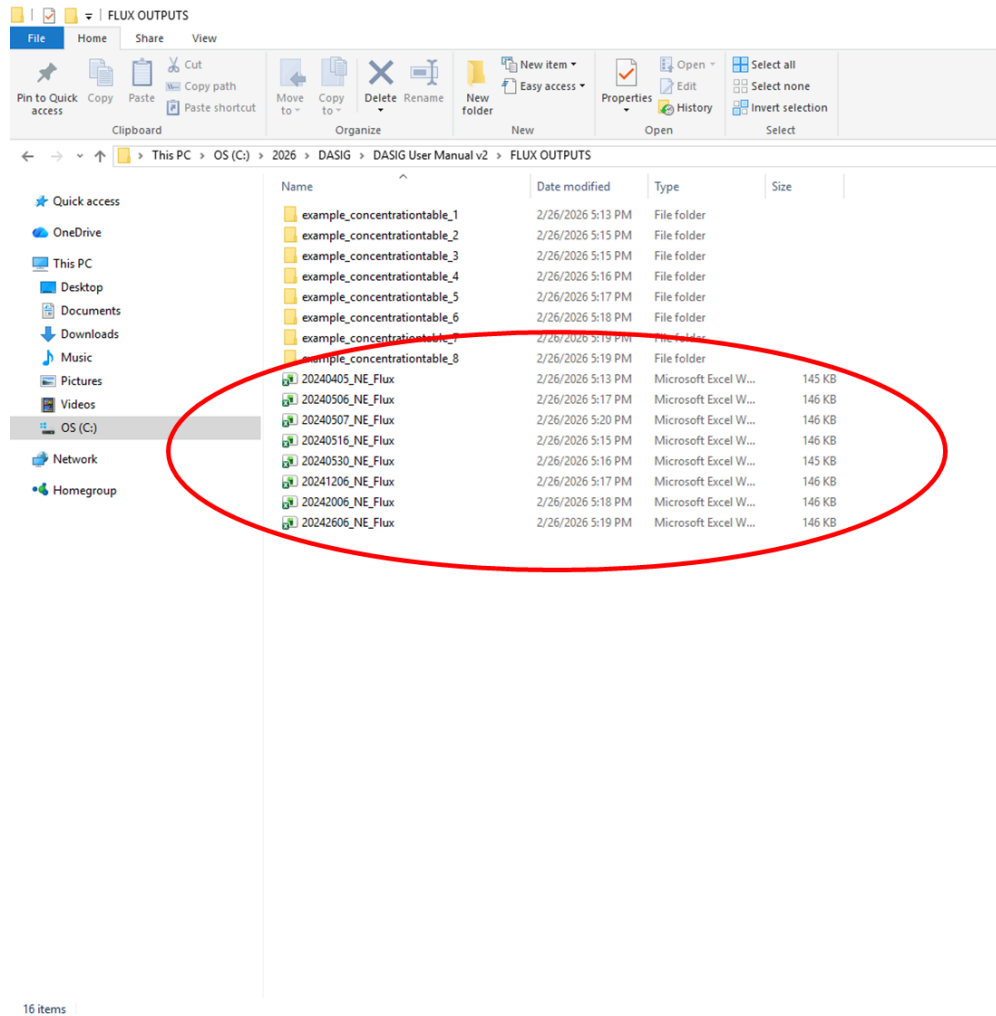 FLUX OUTPUTS
File Home Share View
Pin to Quick access
Copy
Paste
Cut
Copy path
Paste shortcut
Clipboard
Move to
Copy to
Delete
Rename
Organize
New folder
New item
Easy access
New
Properties
Open
Edit
History
Open
Select all
Select none
Invert selection
Select
This PC > OS (C:) > 2026 > DASIG > DASIG User Manual v2 > FLUX OUTPUTS
Quick access
OneDrive
This PC
Desktop
Documents
Downloads
Music
Pictures
Videos
OS (C:)
Network
Homegroup
Name Date modified Type Size
example_concentrationtable_1 2/26/2026 5:13 PM File folder
example_concentrationtable_2 2/26/2026 5:15 PM File folder
example_concentrationtable_3 2/26/2026 5:15 PM File folder
example_concentrationtable_4 2/26/2026 5:16 PM File folder
example_concentrationtable_5 2/26/2026 5:17 PM File folder
example_concentrationtable_6 2/26/2026 5:18 PM File folder
example_concentrationtable_7 2/26/2026 5:19 PM File folder
example_concentrationtable_8 2/26/2026 5:19 PM File folder
20240405_NE_Flux 2/26/2026 5:13 PM Microsoft Excel W... 145 KB
20240506_NE_Flux 2/26/2026 5:17 PM Microsoft Excel W... 146 KB
20240507_NE_Flux 2/26/2026 5:20 PM Microsoft Excel W... 146 KB
20240516_NE_Flux 2/26/2026 5:15 PM Microsoft Excel W... 146 KB
20240530_NE_Flux 2/26/2026 5:16 PM Microsoft Excel W... 145 KB
20241206_NE_Flux 2/26/2026 5:17 PM Microsoft Excel W... 146 KB
20242006_NE_Flux 2/26/2026 5:18 PM Microsoft Excel W... 146 KB
20242606_NE_Flux 2/26/2026 5:19 PM Microsoft Excel W... 146 KB
16 items